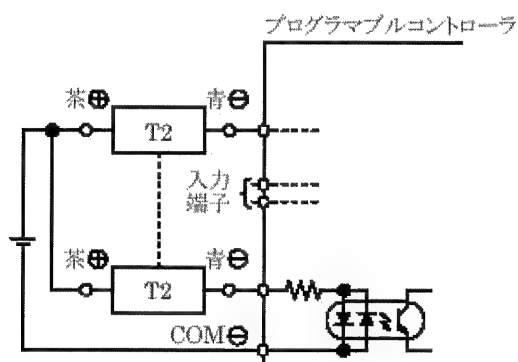 プログラマブルコントローラ
茶⊕ 青⊖
T2
入力
端子
茶⊕ 青⊖
T2
COM⊖